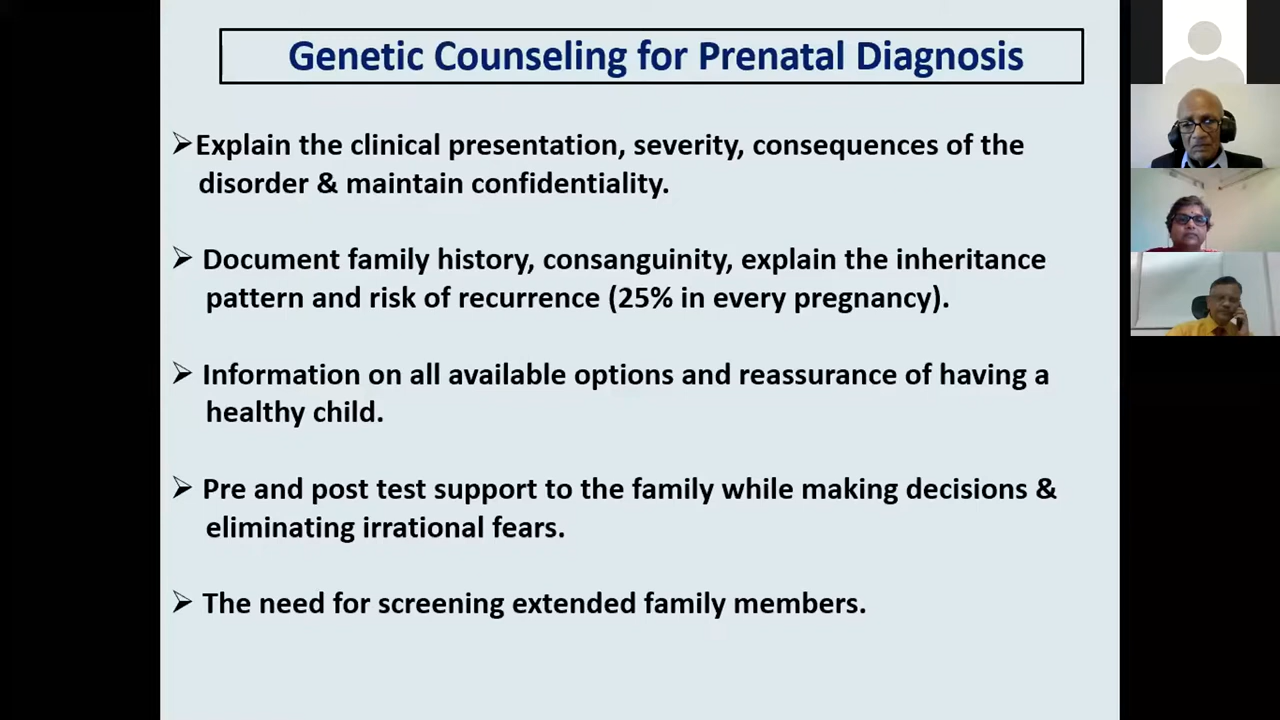 Genetic Counseling for Prenatal Diagnosis
➢Explain the clinical presentation, severity, consequences of the
disorder & maintain confidentiality.
➢ Document family history, consanguinity, explain the inheritance
pattern and risk of recurrence (25% in every pregnancy).
➢ Information on all available options and reassurance of having a
healthy child.
➢ Pre and post test support to the family while making decisions &
eliminating irrational fears.
➢ The need for screening extended family members.